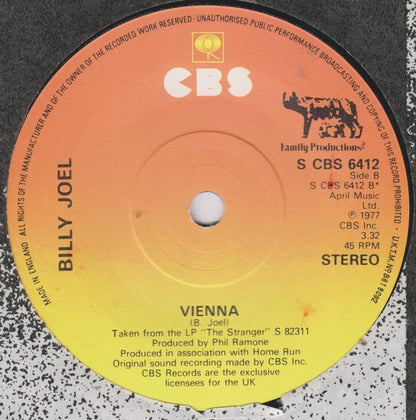 ALL RIGHTS OF THE MANUFACTURER AND OF THE OWNER OF THE RECORDED WORK RESERVED · UNAUTHORISED PUBLIC PERFORMANCE BROADCASTING AND COPYING OF THIS RECORD PROHIBITED ·
MADE IN ENGLAND
CBS
Family Productions
S CBS 6412
Side B
S CBS 6412 B*
April Music
Ltd.
℗ 1977
CBS Inc.
3.32
45 RPM
STEREO
BILLY JOEL
VIENNA
(B. Joel)
Taken from the LP "The Stranger" S 82311
Produced by Phil Ramone
Produced in association with Home Run
Original sound recording made by CBS Inc.
CBS Records are the exclusive
licensees for the UK